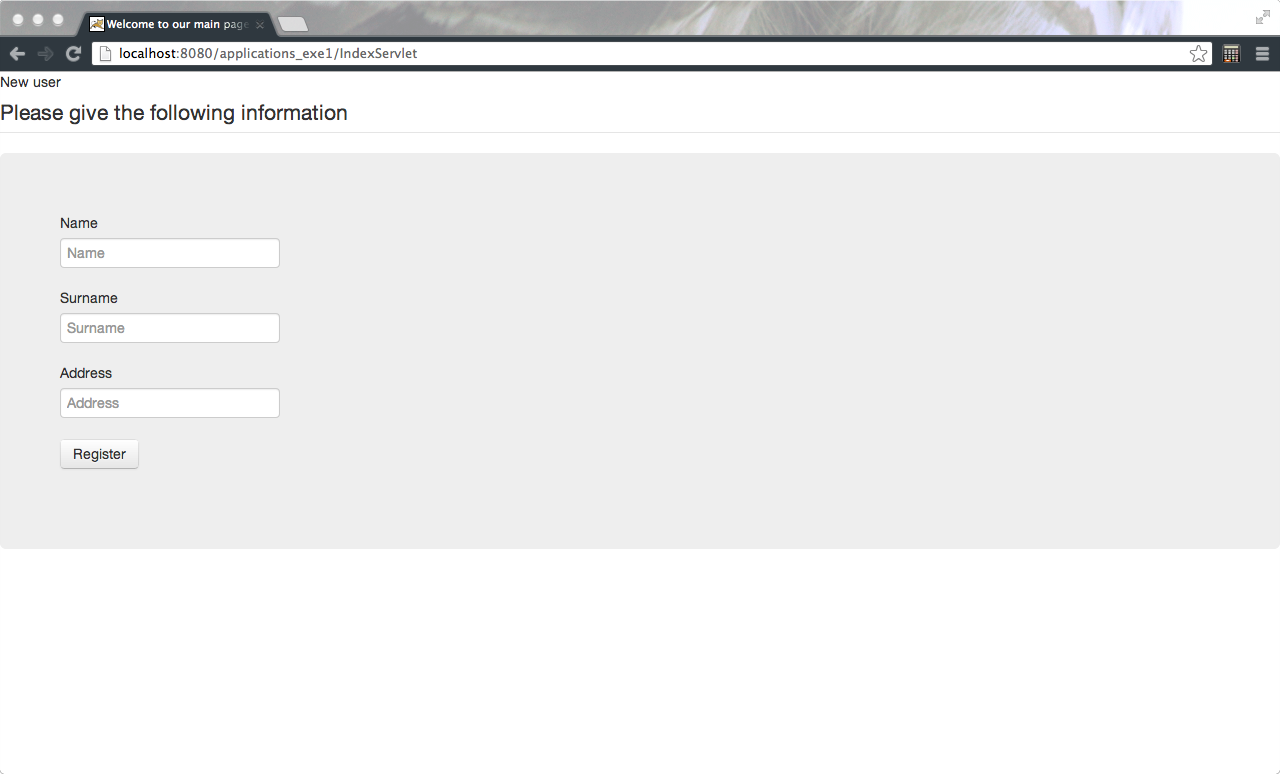 Welcome to our main page
localhost:8080/applications_exe1/IndexServlet
New user
Please give the following information
Name
Name
Surname
Surname
Address
Address
Register